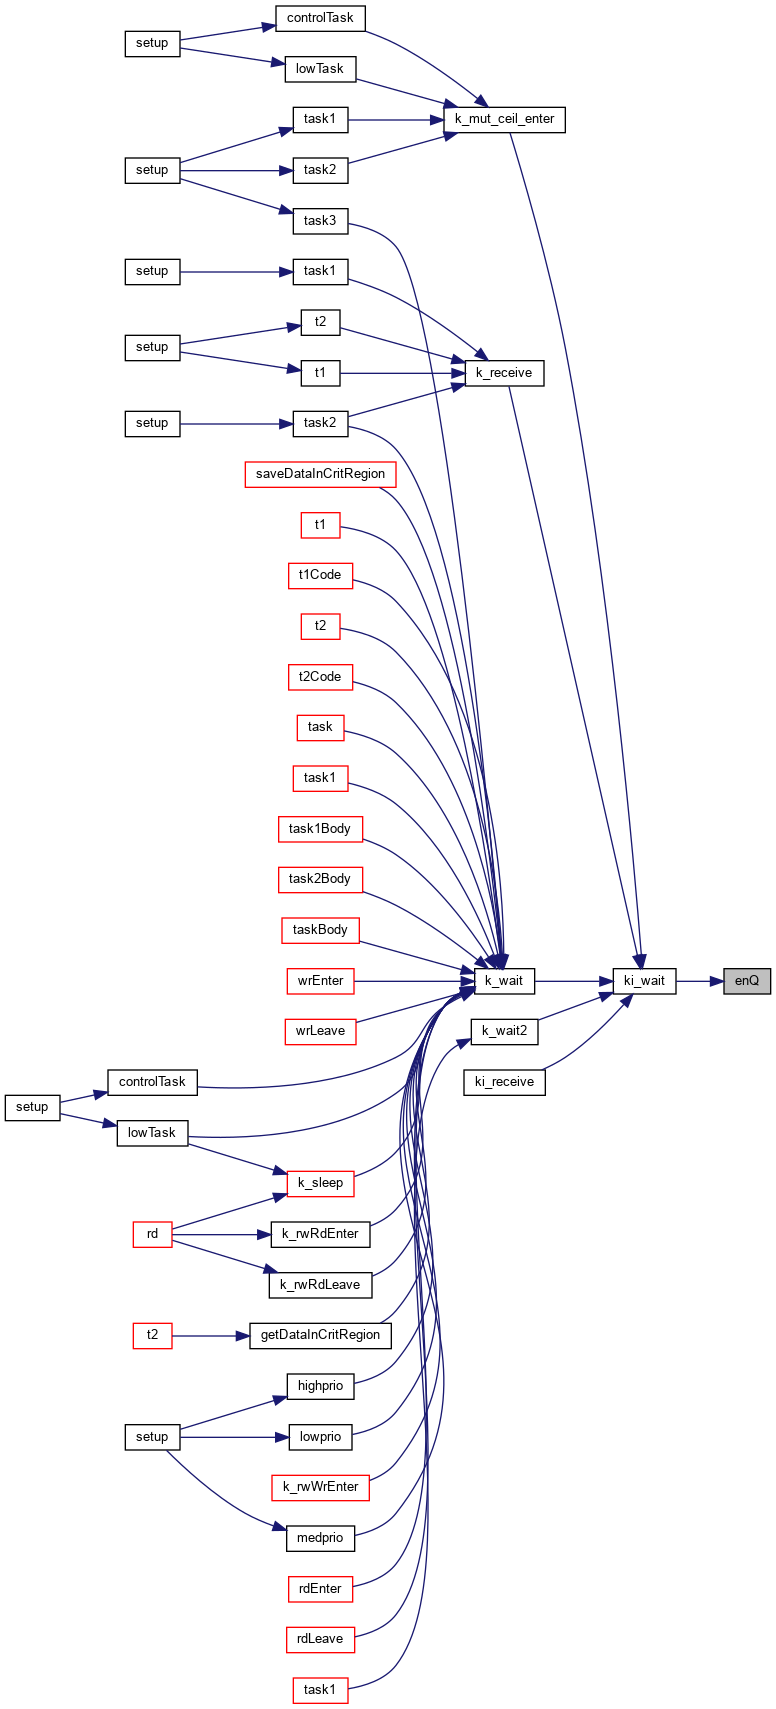 controlTask
setup
lowTask
k_mut_ceil_enter
task1
setup
task2
task3
setup
task1
t2
setup
t1
k_receive
setup
task2
saveDataInCritRegion
t1
t1Code
t2
t2Code
task
task1
task1Body
task2Body
taskBody
wrEnter
k_wait
ki_wait
enQ
wrLeave
k_wait2
controlTask
ki_receive
setup
lowTask
k_sleep
rd
k_rwRdEnter
k_rwRdLeave
t2
getDataInCritRegion
highprio
setup
lowprio
k_rwWrEnter
medprio
rdEnter
rdLeave
task1